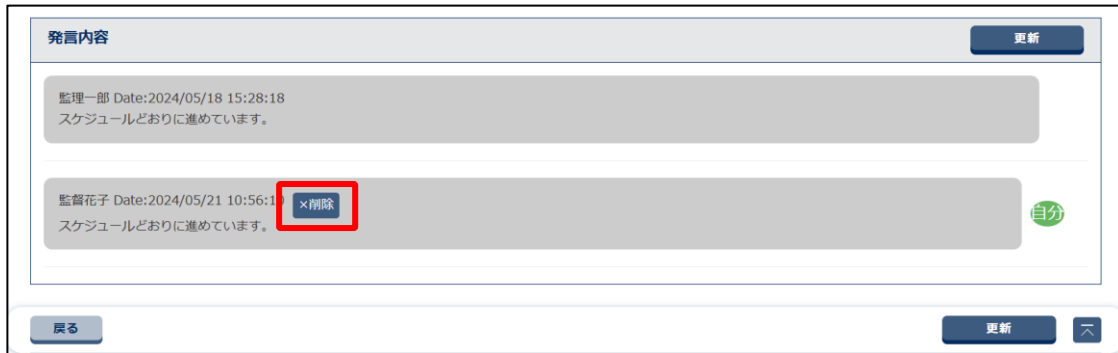 発言内容
更新
監理一郎 Date:2024/05/18 15:28:18
スケジュールどおりに進めています。
監督花子 Date:2024/05/21 10:56:1
×削除
スケジュールどおりに進めています。
自分
戻る
更新